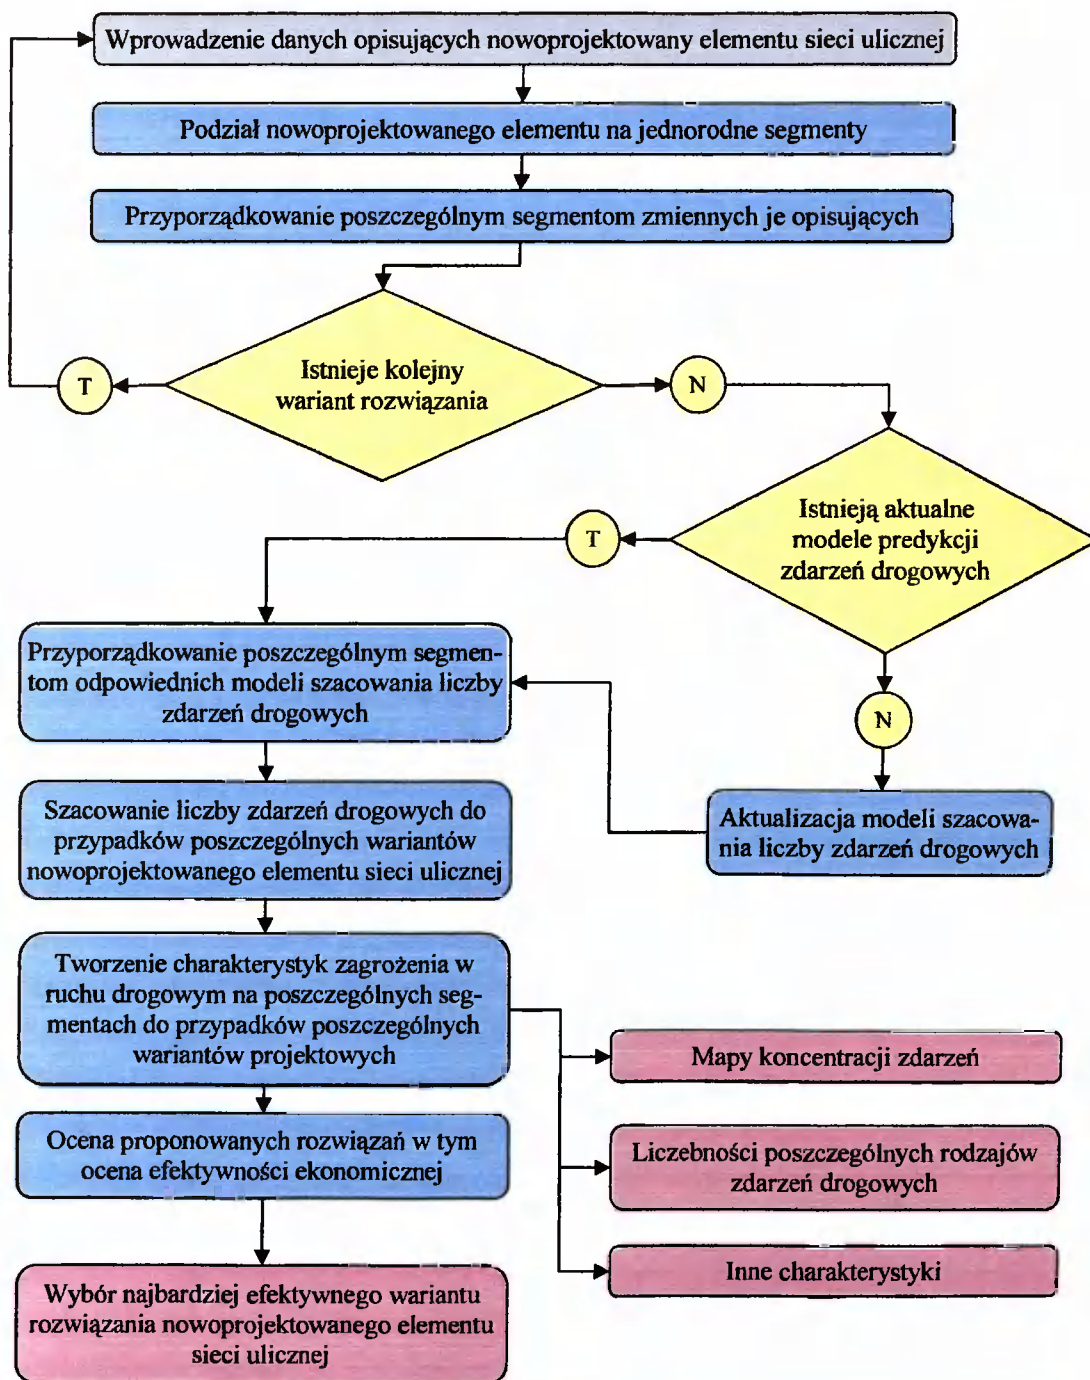 Wprowadzenie danych opisujących nowoprojektowany elementu sieci ulicznej
Podział nowoprojektowanego elementu na jednorodne segmenty
Przyporządkowanie poszczególnym segmentom zmiennych je opisujących
Istnieje kolejny
wariant rozwiązania
T
N
Istnieją aktualne
modele predykcji
zdarzeń drogowych
T
N
Przyporządkowanie poszczególnym segmen-
tom odpowiednich modeli szacowania liczby
zdarzeń drogowych
Aktualizacja modeli szacowa-
nia liczby zdarzeń drogowych
Szacowanie liczby zdarzeń drogowych do
przypadków poszczególnych wariantów
nowoprojektowanego elementu sieci ulicznej
Tworzenie charakterystyk zagrożenia w
ruchu drogowym na poszczególnych seg-
mentach do przypadków poszczególnych
wariantów projektowych
Mapy koncentracji zdarzeń
Liczebności poszczególnych rodzajów
zdarzeń drogowych
Inne charakterystyki
Ocena proponowanych rozwiązań w tym
ocena efektywności ekonomicznej
Wybór najbardziej efektywnego wariantu
rozwiązania nowoprojektowanego elementu
sieci ulicznej